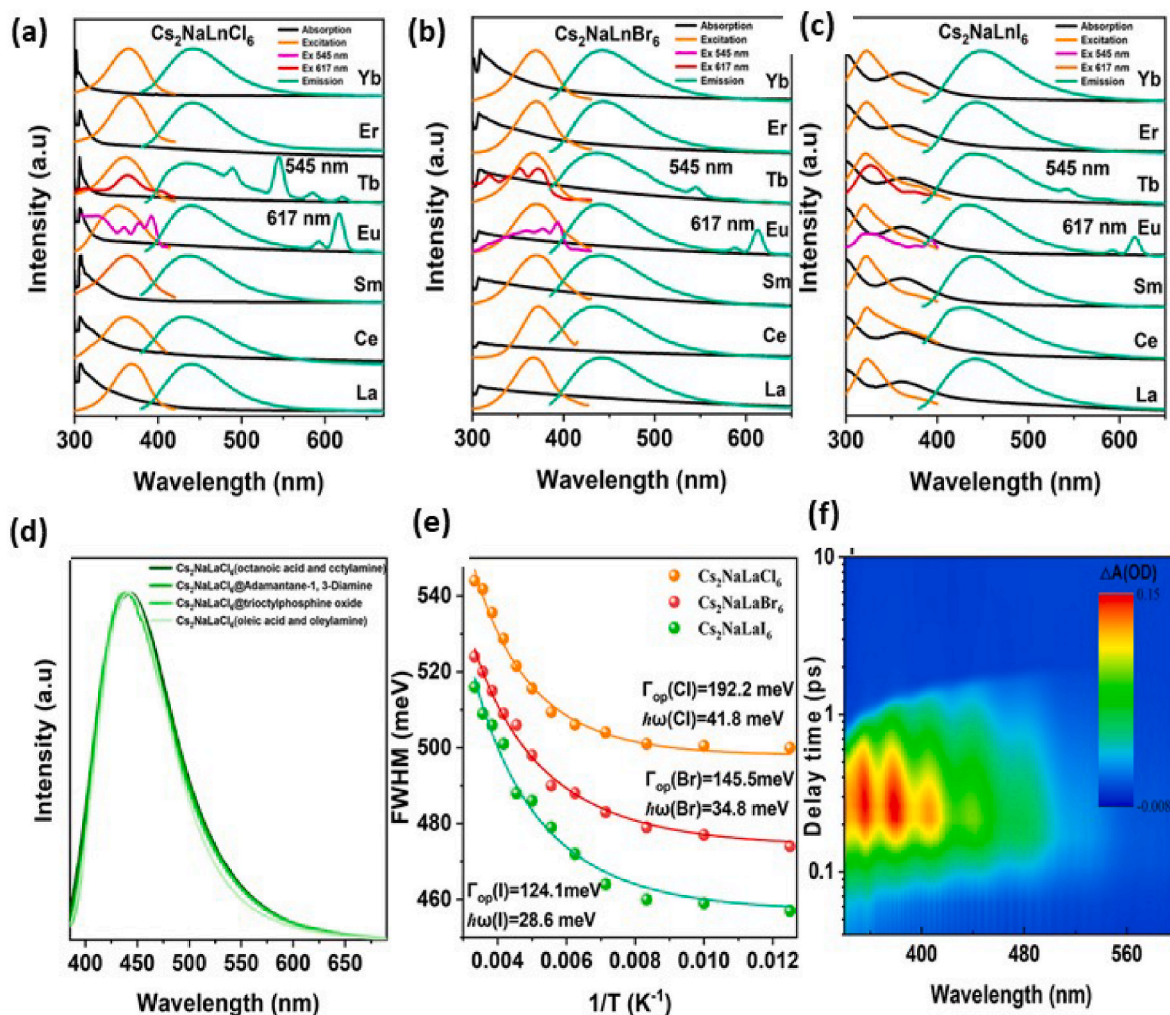 (a)
Cs₂NaLnCl₆
Absorption
Excitation
Ex 545 nm
Ex 617 nm
Emission
Yb
Er
545 nm
Tb
617 nm
Eu
Sm
Ce
La
Intensity (a.u)
300 400 500 600
Wavelength (nm)
(b)
Cs₂NaLnBr₆
Absorption
Excitation
Ex 545 nm
Ex 617 nm
Emission
Yb
Er
545 nm
Tb
617 nm
Eu
Sm
Ce
La
Intensity (a.u)
300 400 500 600
Wavelength (nm)
(c)
Cs₂NaLnI₆
Absorption
Excitation
Ex 545 nm
Ex 617 nm
Emission
Yb
Er
545 nm
Tb
617 nm
Eu
Sm
Ce
La
Intensity (a.u)
300 400 500 600
Wavelength (nm)
(d)
Cs₂NaLaCl₆(octanoic acid and cctylamine)
Cs₂NaLaCl₆@Adamantane-1, 3-Diamine
Cs₂NaLaCl₆@trioctylphosphine oxide
Cs₂NaLaCl₆(oleic acid and oleylamine)
Intensity (a.u)
400 450 500 550 600 650
Wavelength (nm)
(e)
Cs₂NaLaCl₆
Cs₂NaLaBr₆
Cs₂NaLaI₆
Γop(Cl)=192.2 meV
ħω(Cl)=41.8 meV
Γop(Br)=145.5meV
ħω(Br)=34.8 meV
Γop(I)=124.1meV
ħω(I)=28.6 meV
FWHM (meV)
540
520
500
480
460
0.004 0.006 0.008 0.010 0.012
1/T (K⁻¹)
(f)
△A(OD)
0.15
-0.008
Delay time (ps)
10
1
0.1
400 480 560
Wavelength (nm)